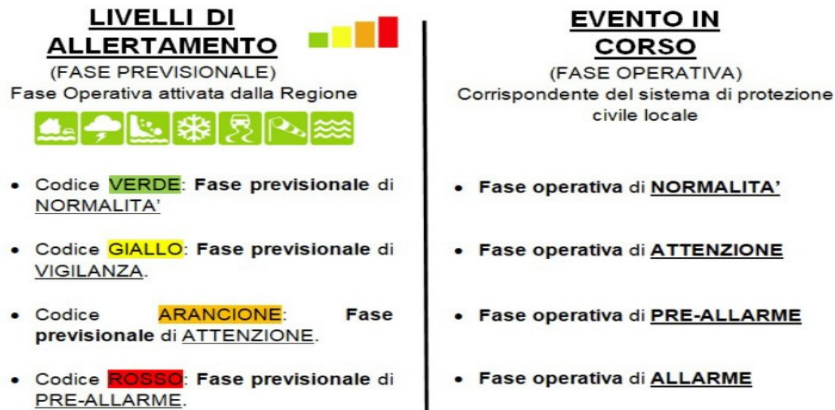 LIVELLI DI
ALLERTAMENTO
(FASE PREVISIONALE)
Fase Operativa attivata dalla Regione
• Codice VERDE: Fase previsionale di
NORMALITA'
• Codice GIALLO: Fase previsionale di
VIGILANZA.
• Codice ARANCIONE: Fase
previsionale di ATTENZIONE.
• Codice ROSSO: Fase previsionale di
PRE-ALLARME.
EVENTO IN
CORSO
(FASE OPERATIVA)
Corrispondente del sistema di protezione
civile locale
• Fase operativa di NORMALITA'
• Fase operativa di ATTENZIONE
• Fase operativa di PRE-ALLARME
• Fase operativa di ALLARME